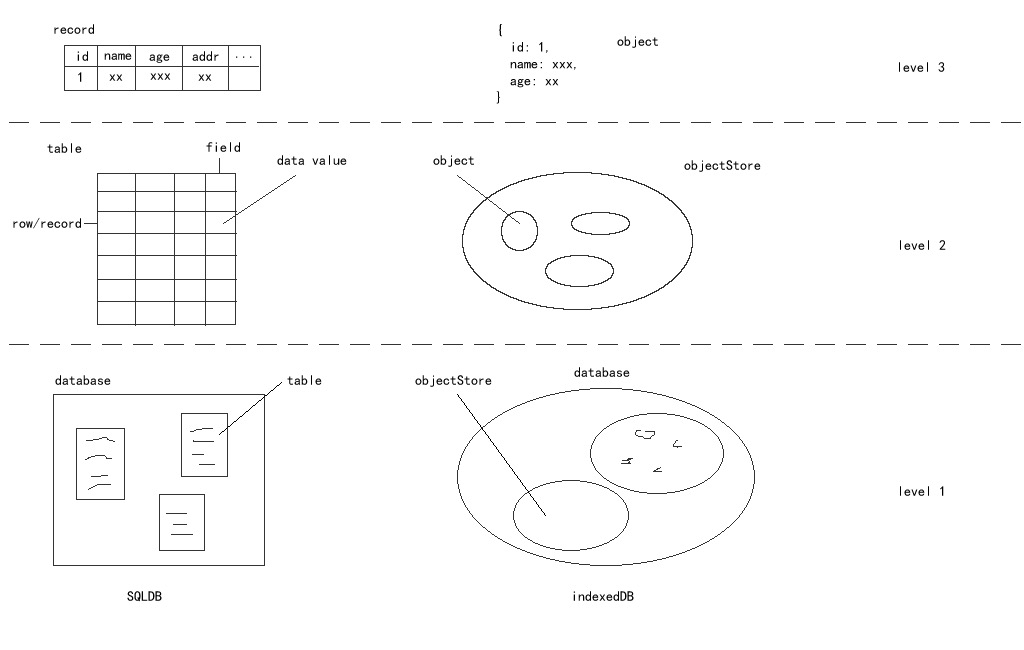 record
id name age addr ...
1 xx xxx xx
{
id: 1,
name: xxx,
age: xx
}
object
level 3
table
field
data value
row/record
object
objectStore
level 2
database
table
objectStore
database
level 1
SQLDB
indexedDB